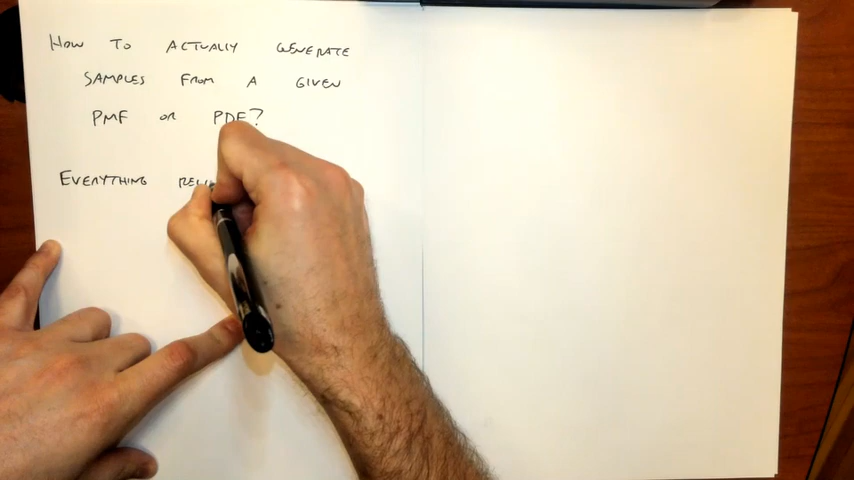 HOW TO ACTUALLY GENERATE
SAMPLES FROM A GIVEN
PMF OR PDF?
EVERYTHING